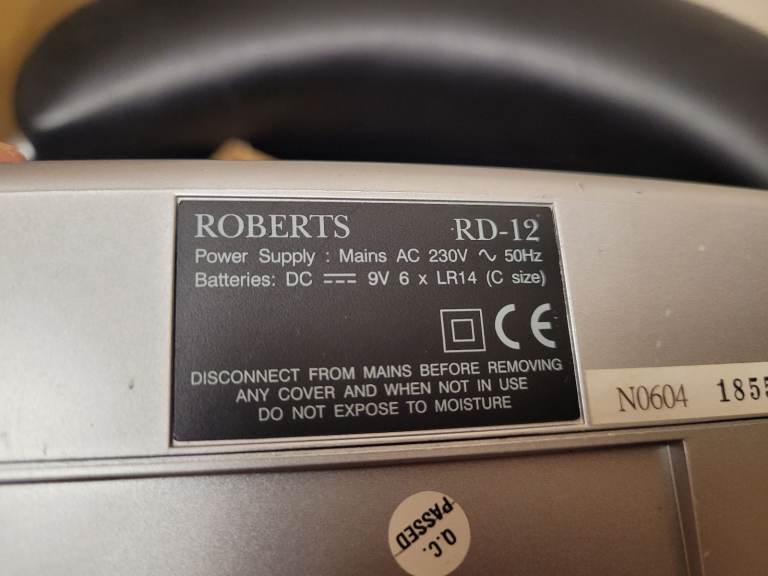 ROBERTS RD-12
Power Supply : Mains AC 230V ∿ 50Hz
Batteries: DC ⎓ 9V 6 x LR14 (C size)
CE
DISCONNECT FROM MAINS BEFORE REMOVING
ANY COVER AND WHEN NOT IN USE
DO NOT EXPOSE TO MOISTURE
N0604 1855
Q.C.
PASSED